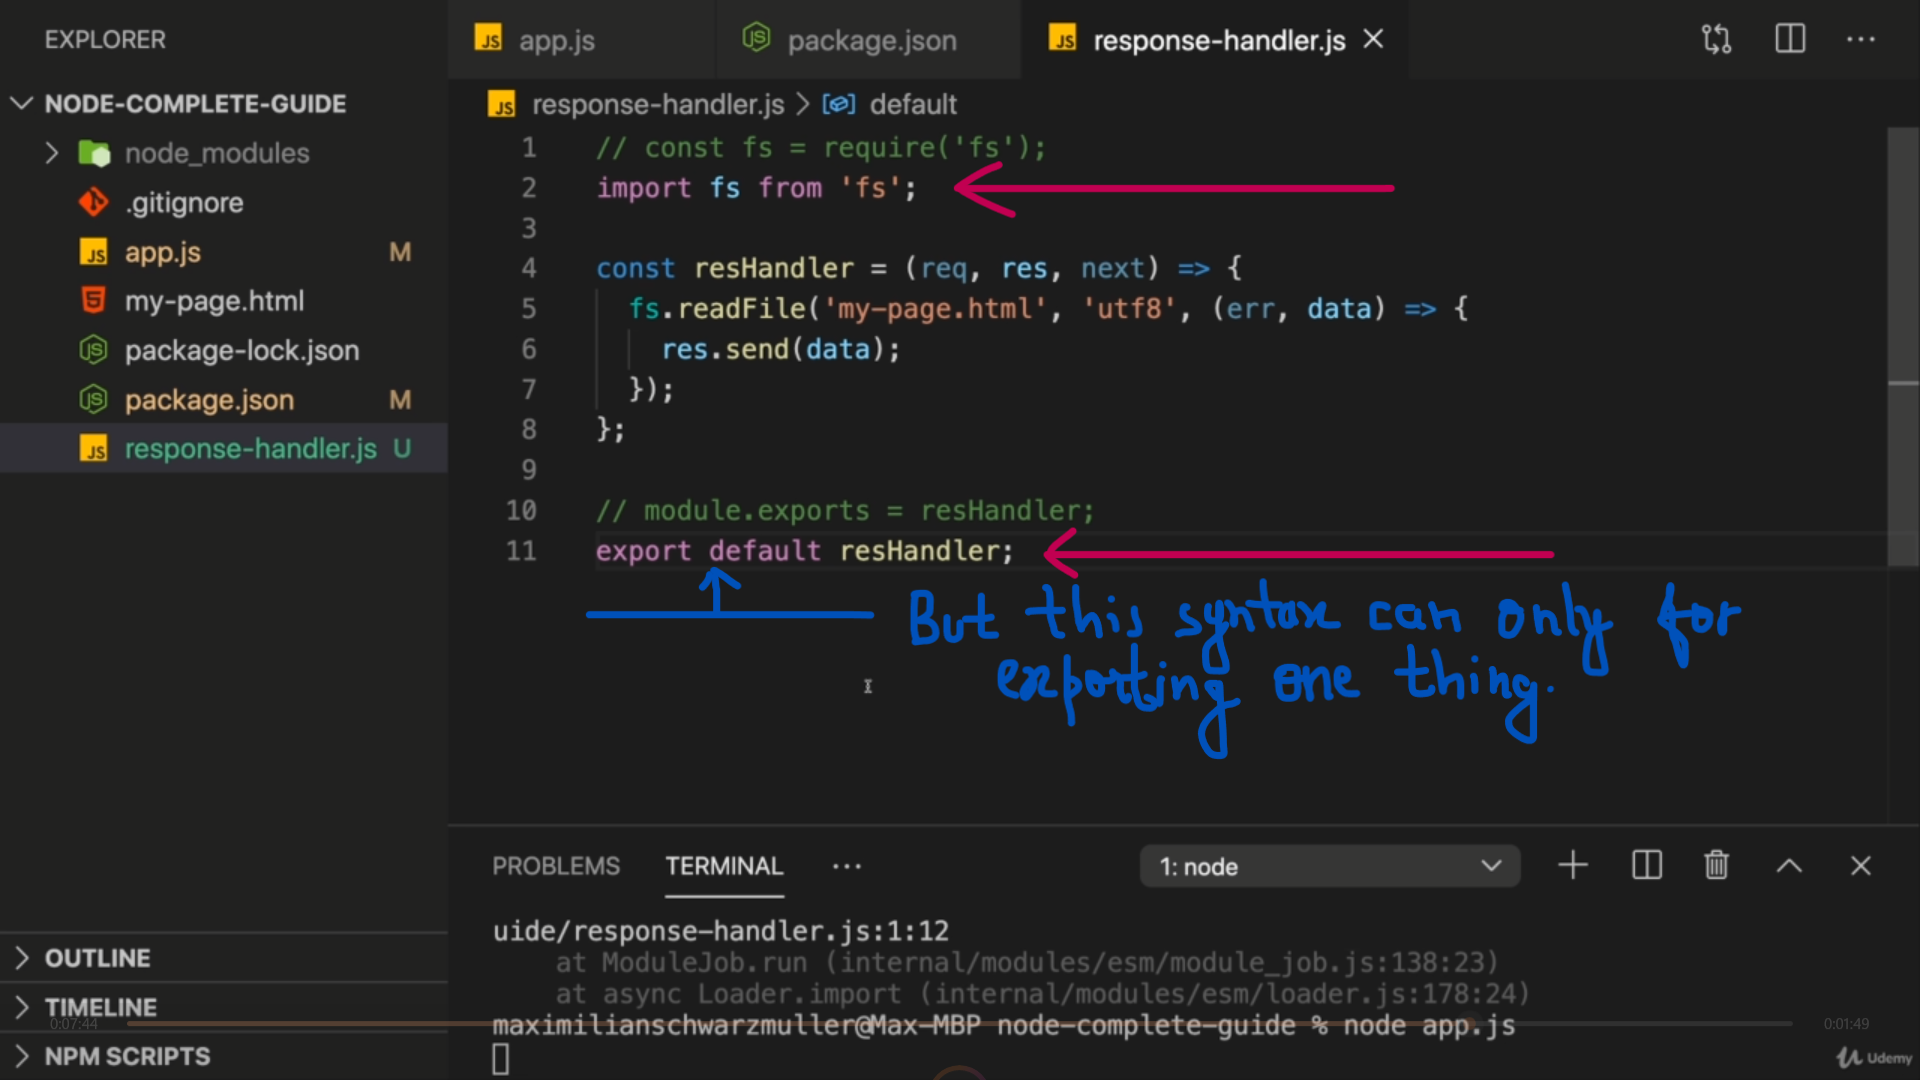 EXPLORER
NODE-COMPLETE-GUIDE
node_modules
.gitignore
app.js M
my-page.html
package-lock.json
package.json M
response-handler.js U
OUTLINE
TIMELINE
NPM SCRIPTS
JS app.js
JS package.json
JS response-handler.js
JS response-handler.js > default
1 // const fs = require('fs');
2 import fs from 'fs';
3
4 const resHandler = (req, res, next) => {
5 fs.readFile('my-page.html', 'utf8', (err, data) => {
6 res.send(data);
7 });
8 };
9
10 // module.exports = resHandler;
11 export default resHandler;
But this syntax can only for
exporting one thing.
PROBLEMS TERMINAL ...
1: node
uide/response-handler.js:1:12
at ModuleJob.run (internal/modules/esm/module_job.js:138:23)
at async Loader.import (internal/modules/esm/loader.js:178:24)
maximilianschwarzmuller@Max-MBP node-complete-guide % node app.js
0:07:44
0:01:49
Udemy